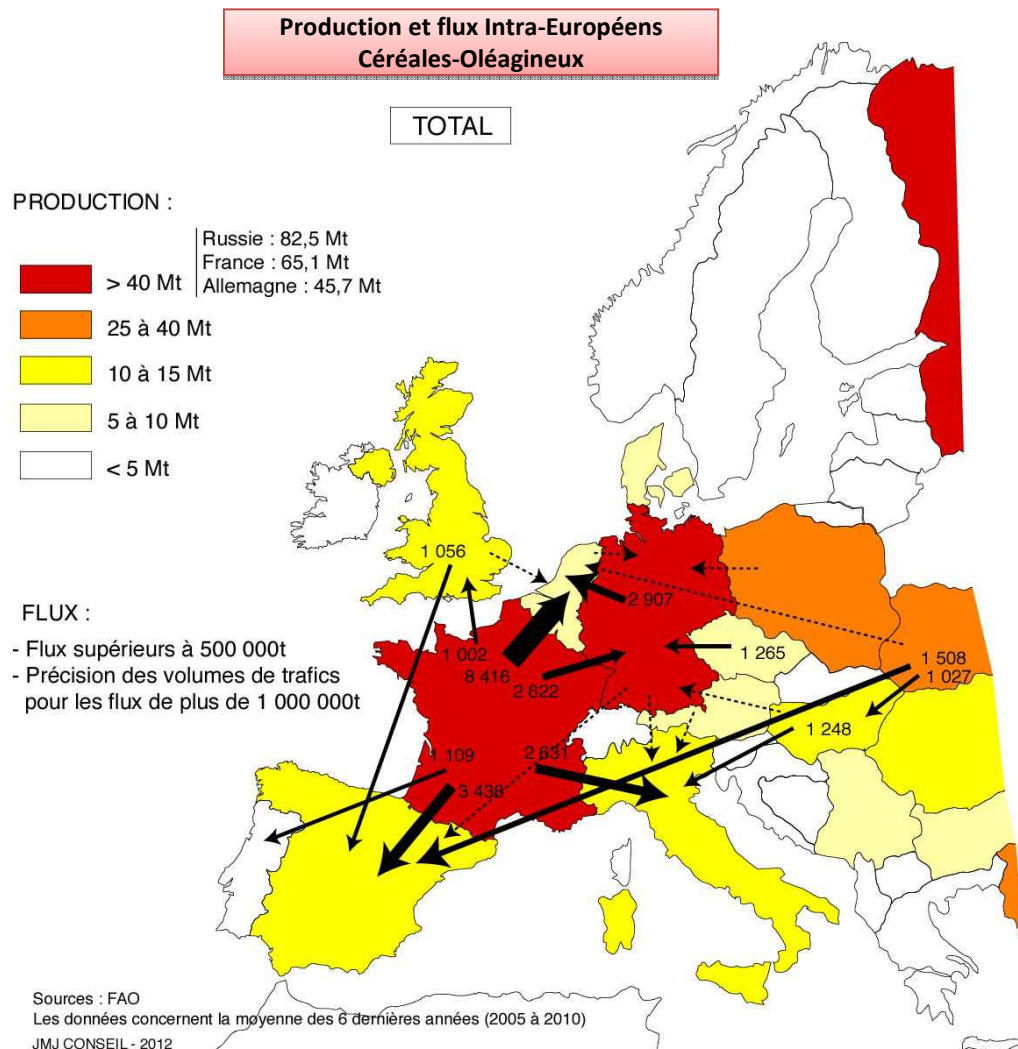 Production et flux Intra-Européens
Céréales-Oléagineux
TOTAL
PRODUCTION :
Russie : 82,5 Mt
France : 65,1 Mt
Allemagne : 45,7 Mt
> 40 Mt
25 à 40 Mt
10 à 15 Mt
5 à 10 Mt
< 5 Mt
FLUX :
- Flux supérieurs à 500 000t
- Précision des volumes de trafics
pour les flux de plus de 1 000 000t
1 056
2 907
1 002
8 416
2 622
1 265
1 508
1 027
1 248
1 109
2 631
3 438
Sources : FAO
Les données concernent la moyenne des 6 dernières années (2005 à 2010)
JMJ CONSEIL - 2012